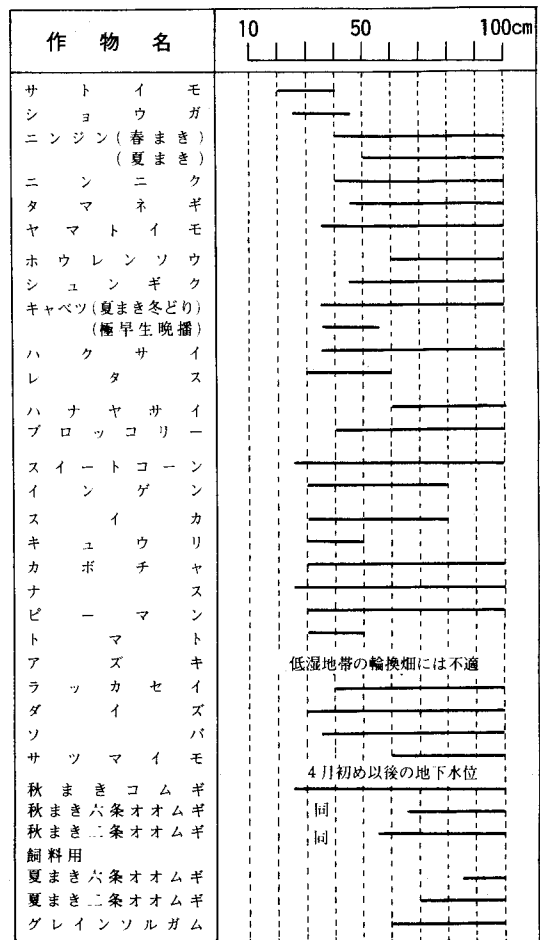 作物名 10 50 100cm
サトイモ
ショウガ
ニンジン(春まき)
(夏まき)
ニンニク
タマネギ
ヤマトイモ
ホウレンソウ
シュンギク
キャベツ(夏まき冬どり)
(極早生晩播)
ハクサイ
レタス
ハナヤサイ
ブロッコリー
スイートコーン
インゲン
スイカ
キュウリ
カボチャ
ナス
ピーマン
トマト
アズキ 低湿地帯の輪換畑には不適
ラッカセイ
ダイズ
ソバ
サツマイモ
4月初め以後の地下水位
秋まきコムギ
秋まき六条オオムギ 同
秋まき二条オオムギ 同
飼料用
夏まき六条オオムギ
夏まき二条オオムギ
グレインソルガム